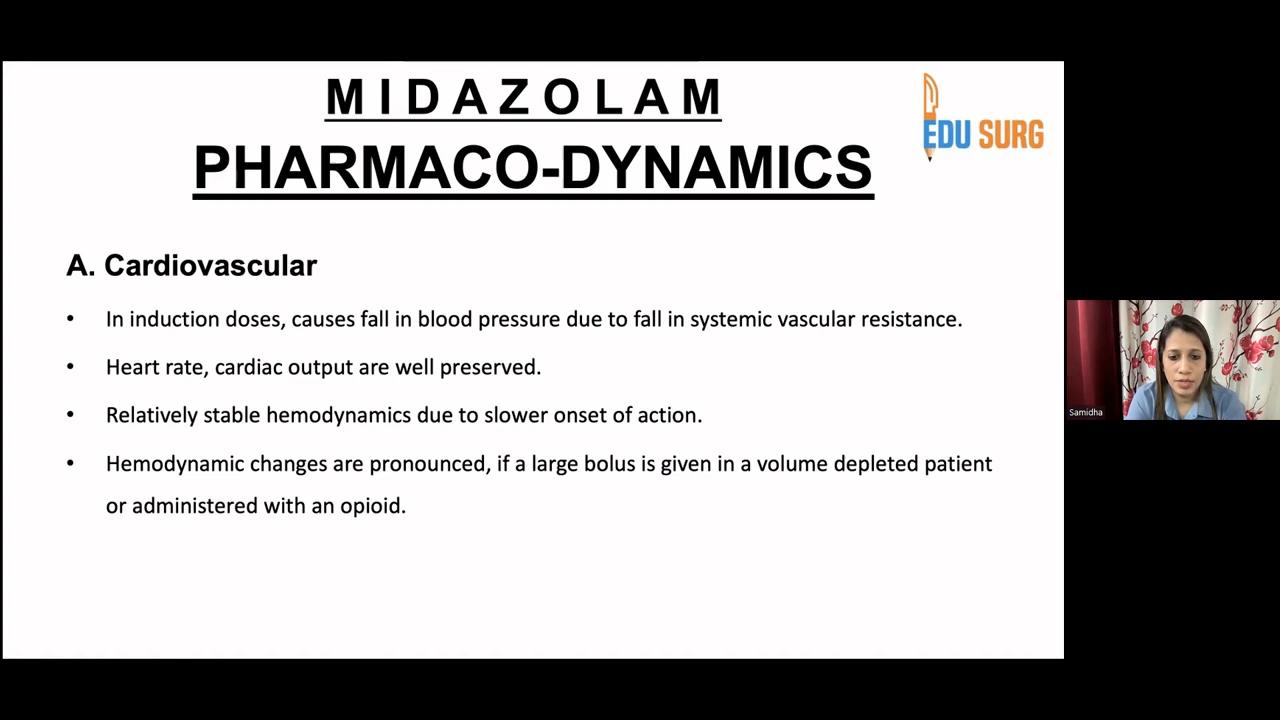 MIDAZOLAM
PHARMACO-DYNAMICS
EDU SURG
A. Cardiovascular
• In induction doses, causes fall in blood pressure due to fall in systemic vascular resistance.
• Heart rate, cardiac output are well preserved.
• Relatively stable hemodynamics due to slower onset of action.
• Hemodynamic changes are pronounced, if a large bolus is given in a volume depleted patient
or administered with an opioid.
Samidha